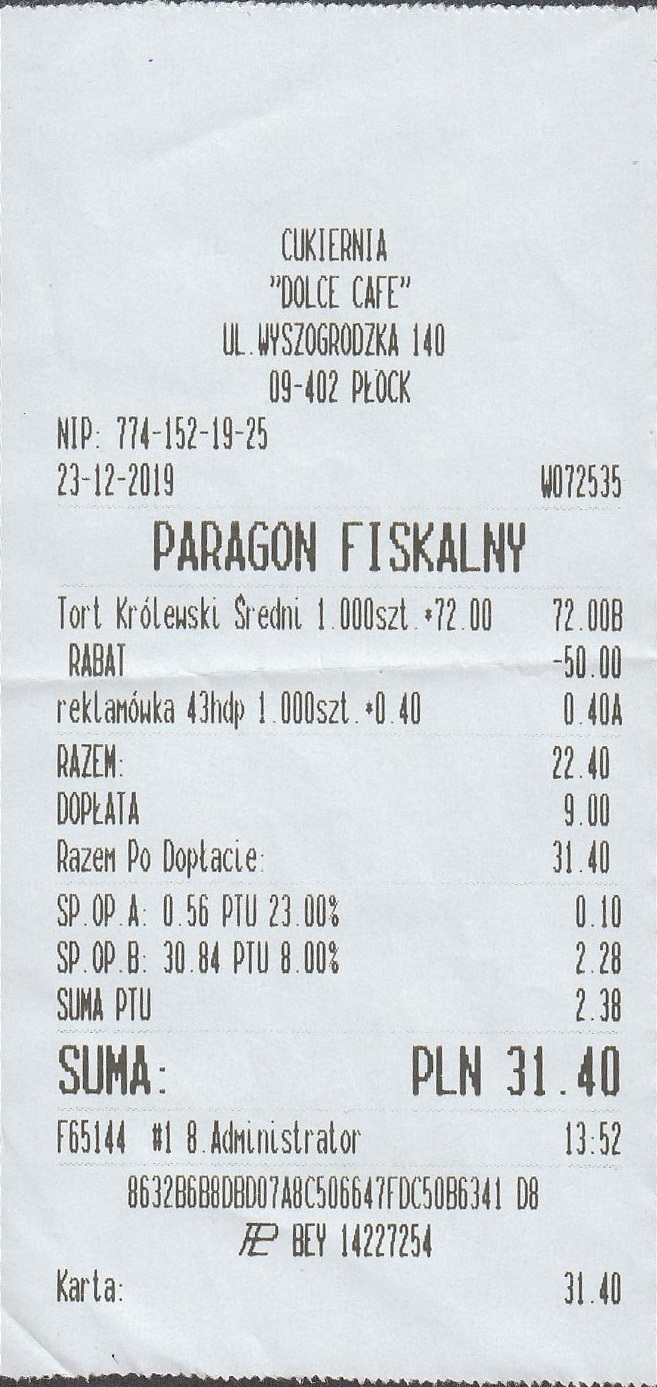 CUKIERNIA
"DOLCE CAFE"
UL.WYSZOGRODZKA 140
09-402 PŁOCK
NIP: 774-152-19-25
23-12-2019 W072535
PARAGON FISKALNY
Tort Królewski Średni 1.000szt.*72.00 72.00B
RABAT -50.00
reklamówka 43hdp 1.000szt.*0.40 0.40A
RAZEM: 22.40
DOPŁATA 9.00
Razem Po Dopłacie: 31.40
SP.OP.A: 0.56 PTU 23.00% 0.10
SP.OP.B: 30.84 PTU 8.00% 2.28
SUMA PTU 2.38
SUMA: PLN 31.40
F65144 #1 8.Administrator 13:52
8632B6B8DBD07A8C506647FDC50B6341 D8
BEY 14227254
Karta: 31.40